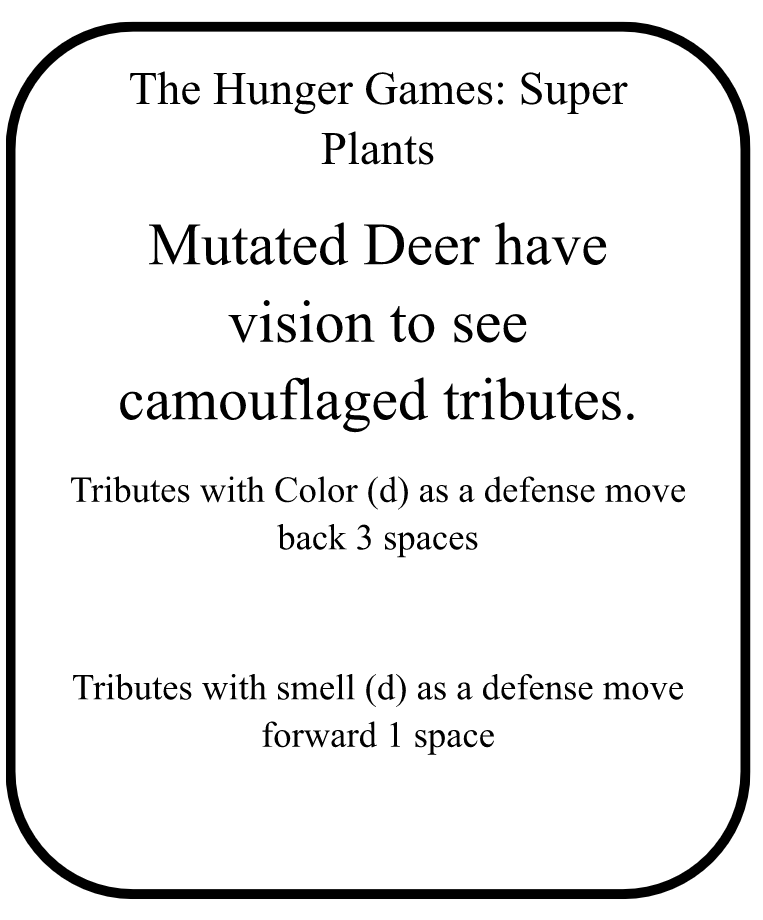 The Hunger Games: Super
Plants
Mutated Deer have
vision to see
camouflaged tributes.
Tributes with Color (d) as a defense move
back 3 spaces
Tributes with smell (d) as a defense move
forward 1 space